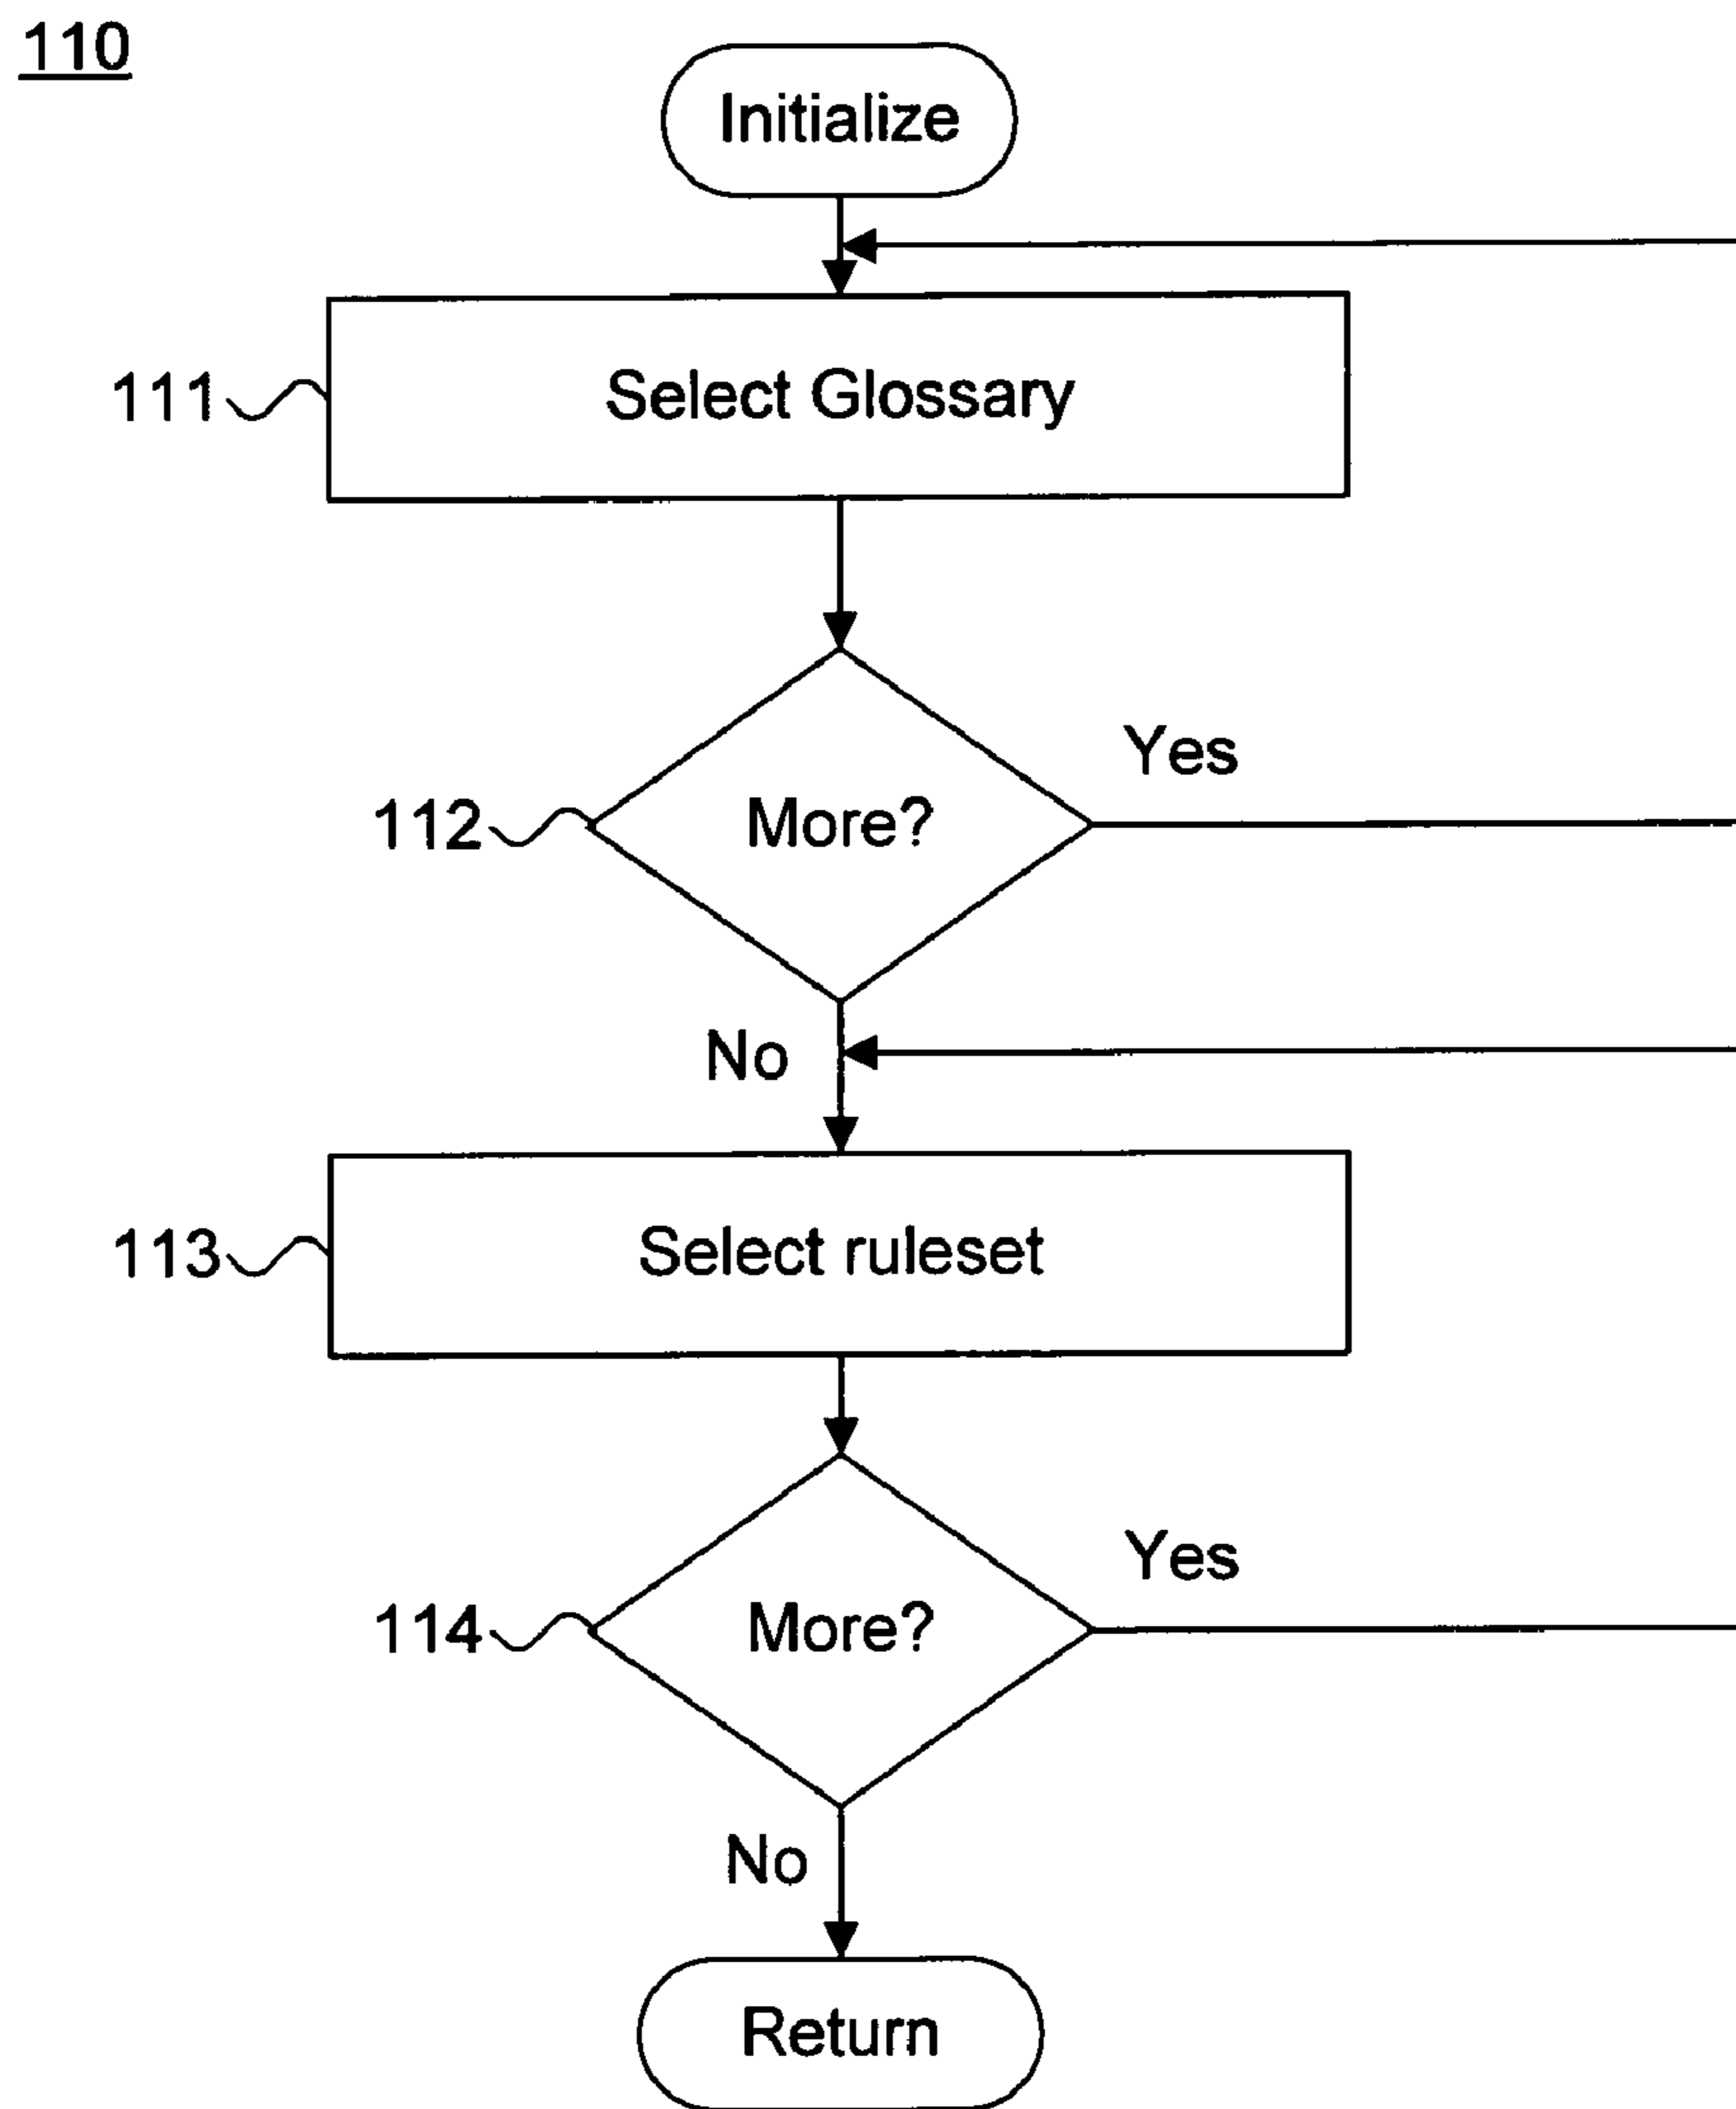 110
Initialize
111
Select Glossary
Yes
112
More?
No
113
Select ruleset
Yes
114
More?
No
Return